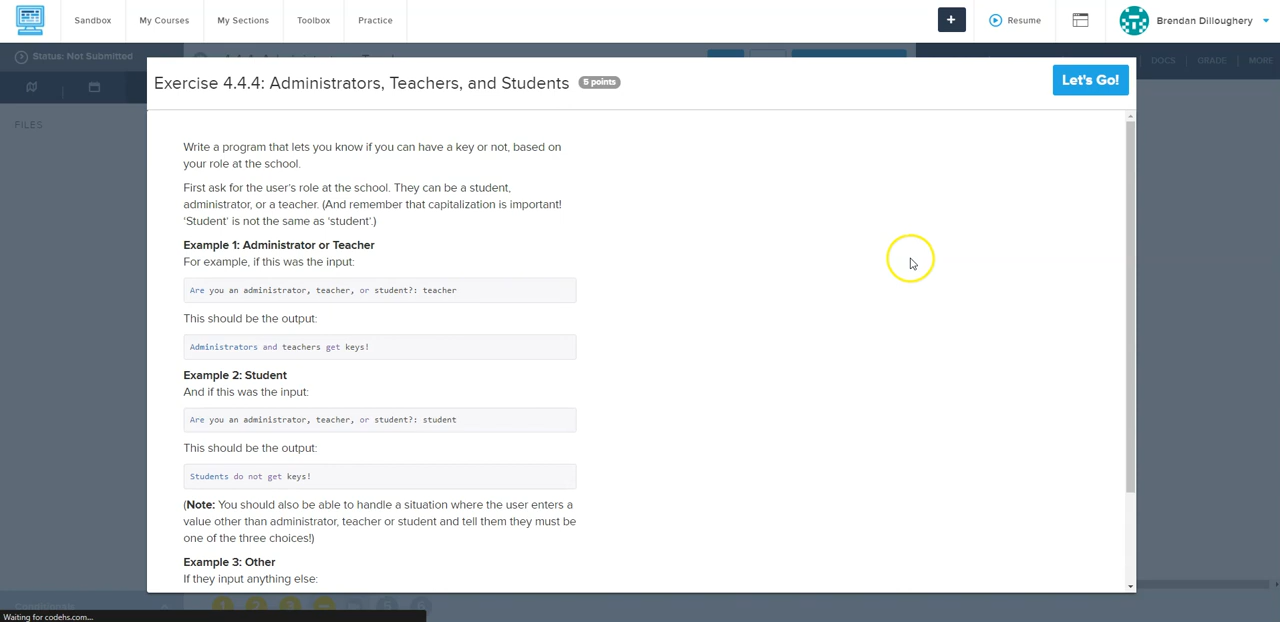 Sandbox My Courses My Sections Toolbox Practice + Resume Brendan Dilloughery
Status: Not Submitted
DOCS GRADE MORE
Exercise 4.4.4: Administrators, Teachers, and Students 5 points Let's Go!
FILES
Write a program that lets you know if you can have a key or not, based on
your role at the school.
First ask for the user's role at the school. They can be a student,
administrator, or a teacher. (And remember that capitalization is important!
'Student' is not the same as 'student'.)
Example 1: Administrator or Teacher
For example, if this was the input:
Are you an administrator, teacher, or student?: teacher
This should be the output:
Administrators and teachers get keys!
Example 2: Student
And if this was the input:
Are you an administrator, teacher, or student?: student
This should be the output:
Students do not get keys!
(Note: You should also be able to handle a situation where the user enters a
value other than administrator, teacher or student and tell them they must be
one of the three choices!)
Example 3: Other
If they input anything else:
Conditionals 1 2 3 5 6
Waiting for codehs.com...